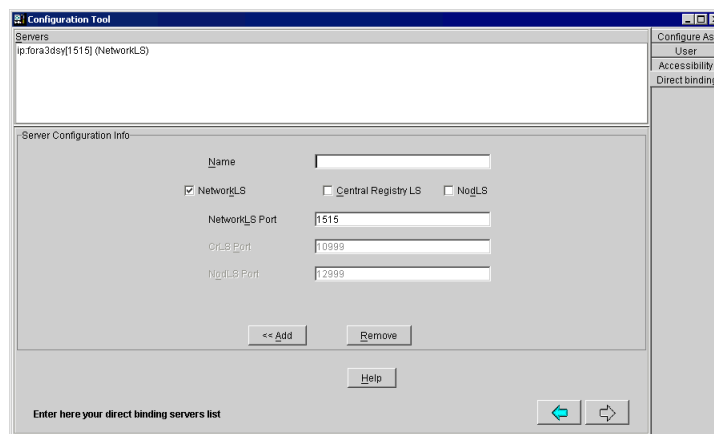 Configuration Tool
Servers
ip:fora3dsy[1515] (NetworkLS)
Configure As
User
Accessibility
Direct binding
Server Configuration Info
Name
NetworkLS
Central Registry LS
NodLS
NetworkLS Port
1515
CrLS Port
10999
NodLS Port
12999
<< Add
Remove
Help
Enter here your direct binding servers list